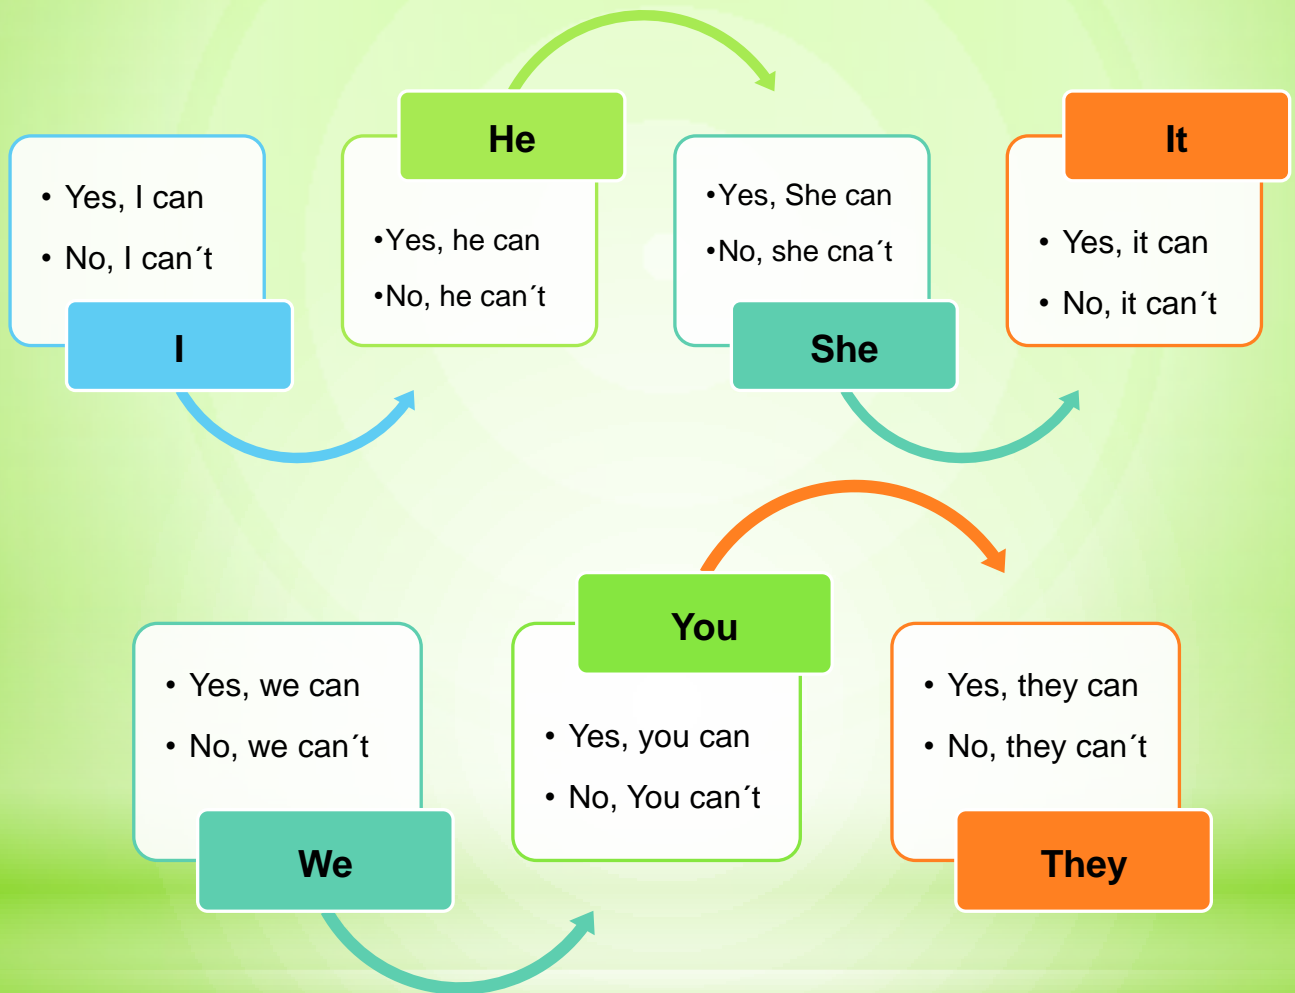 I
• Yes, I can
• No, I can´t
He
•Yes, he can
•No, he can´t
She
•Yes, She can
•No, she cna´t
It
• Yes, it can
• No, it can´t
We
• Yes, we can
• No, we can´t
You
• Yes, you can
• No, You can´t
They
• Yes, they can
• No, they can´t